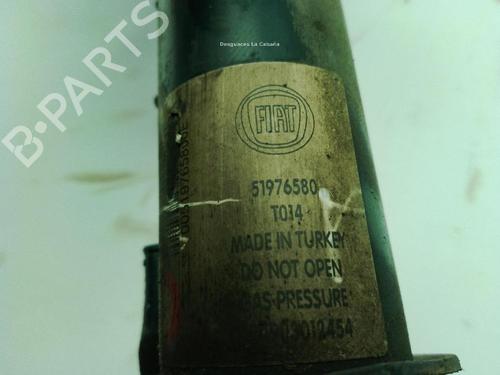 Desguaces La Cabaña
B-PARTS
FIAT
51976580
T014
MADE IN TURKEY
DO NOT OPEN
GAS-PRESSURE